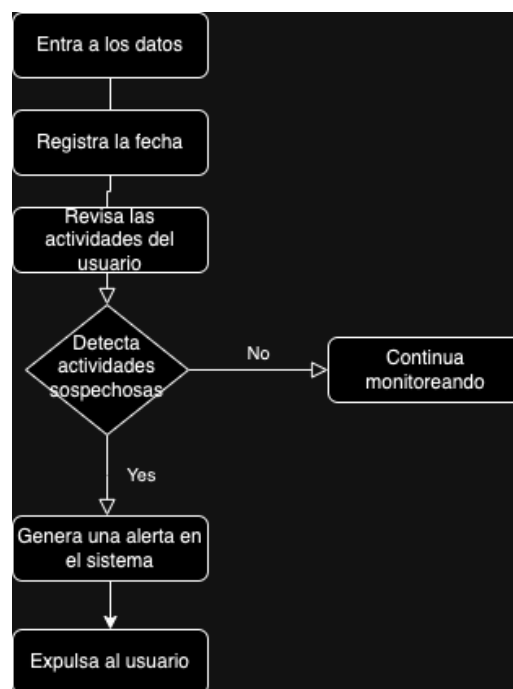 Entra a los datos
Registra la fecha
Revisa las
actividades del
usuario
Detecta
actividades
sospechosas
No
Continua
monitoreando
Yes
Genera una alerta en
el sistema
Expulsa al usuario